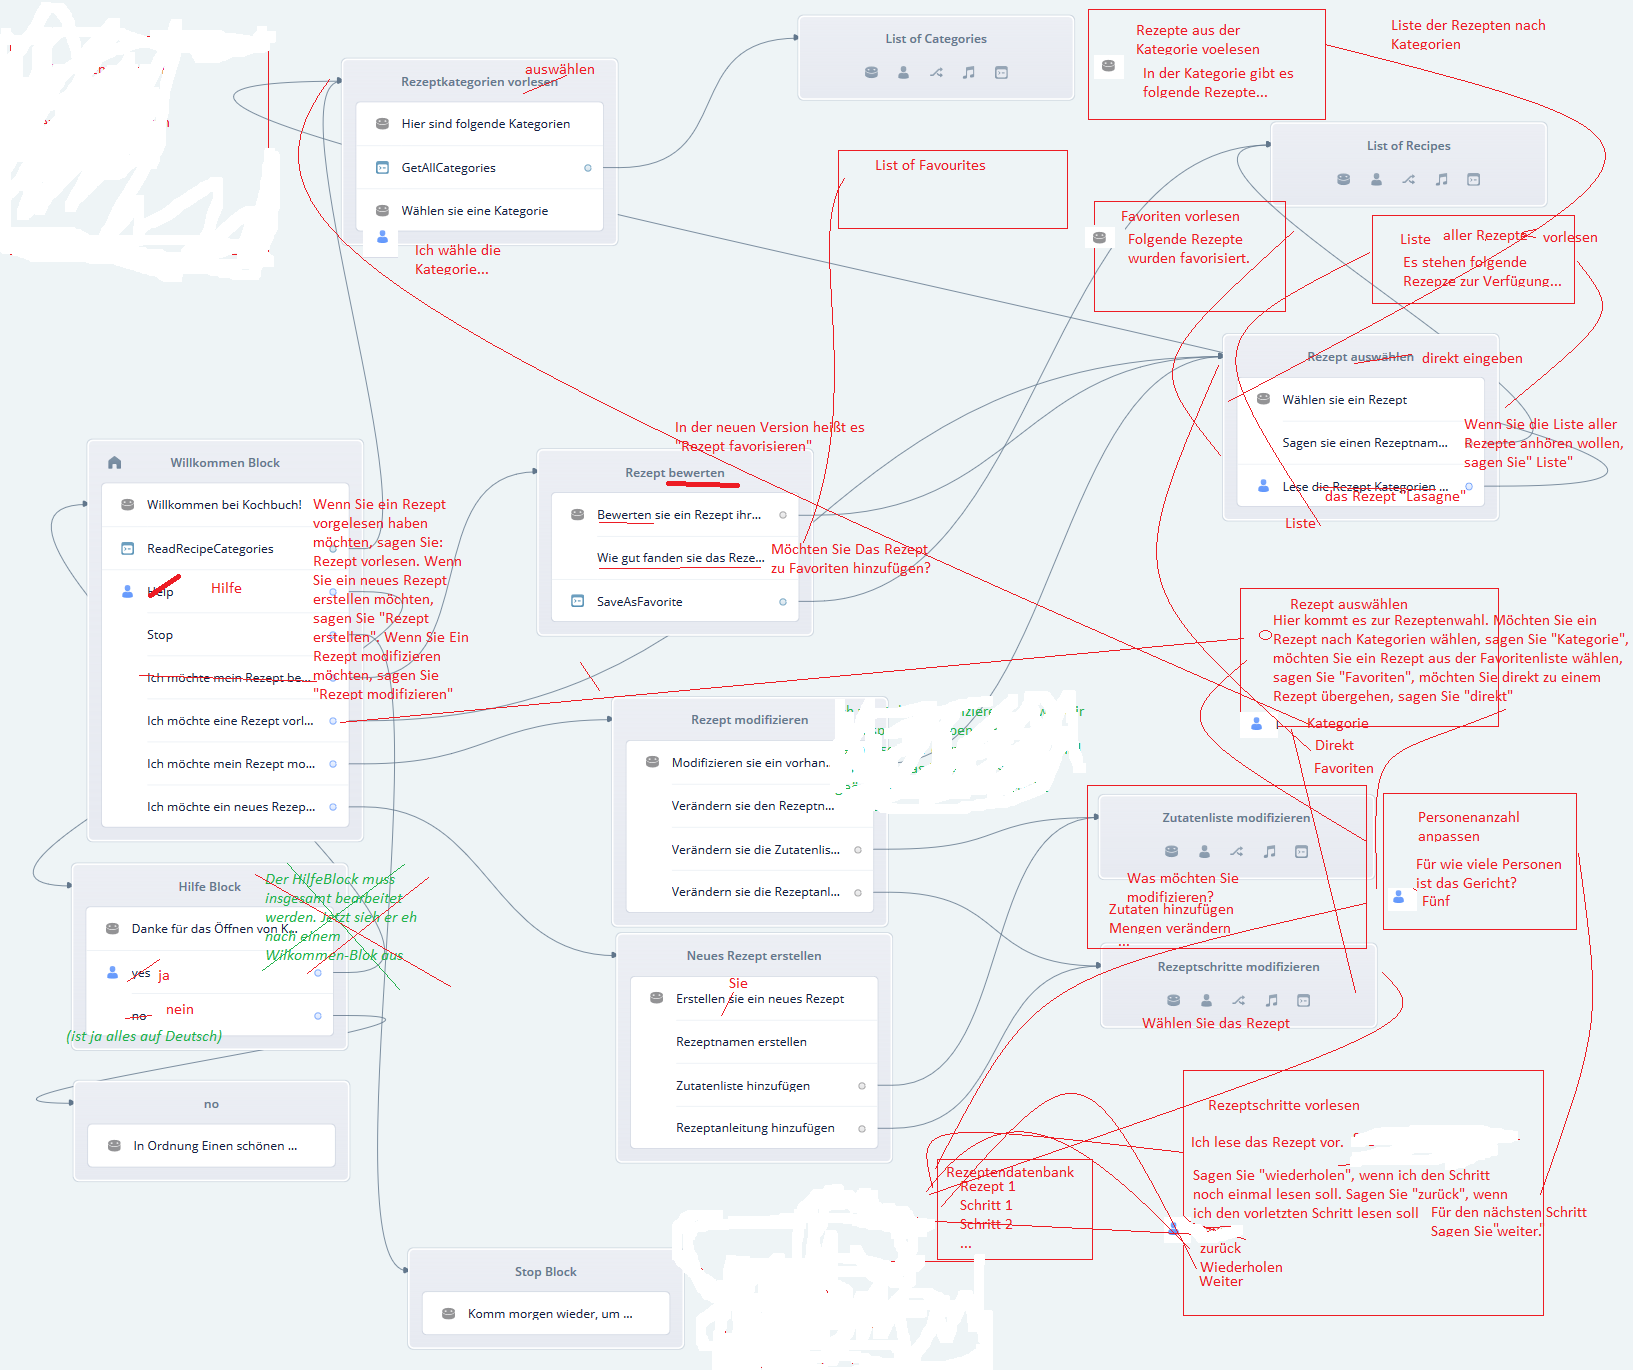 Rezeptkategorien vorlesen
auswählen
Hier sind folgende Kategorien
GetAllCategories
Wählen sie eine Kategorie
Ich wähle die
Kategorie...
List of Categories
Rezepte aus der
Kategorie voelesen
In der Kategorie gibt es
folgende Rezepte...
Liste der Rezepten nach
Kategorien
List of Recipes
List of Favourites
Favoriten vorlesen
Folgende Rezepte
wurden favorisiert.
Liste aller Rezepte vorlesen
Es stehen folgende
Rezepze zur Verfügung...
Rezept auswählen
direkt eingeben
Wählen sie ein Rezept
Sagen sie einen Rezeptnam...
Lese die Rezept Kategorien ...
das Rezept "Lasagne"
Liste
Wenn Sie die Liste aller
Rezepte anhören wollen,
sagen Sie" Liste"
In der neuen Version heißt es
"Rezept favorisieren"
Rezept bewerten
Bewerten sie ein Rezept ihr...
Wie gut fanden sie das Reze...
SaveAsFavorite
Möchten Sie Das Rezept
zu Favoriten hinzufügen?
Willkommen Block
Willkommen bei Kochbuch!
ReadRecipeCategories
Help
Hilfe
Stop
Ich möchte mein Rezept be...
Ich möchte eine Rezept vorl...
Ich möchte mein Rezept mo...
Ich möchte ein neues Rezep...
Wenn Sie ein Rezept
vorgelesen haben
möchten, sagen Sie:
Rezept vorlesen. Wenn
Sie ein neues Rezept
erstellen möchten,
sagen Sie "Rezept
erstellen". Wenn Sie Ein
Rezept modifizieren
möchten, sagen Sie
"Rezept modifizieren"
Rezept auswählen
Hier kommt es zur Rezeptenwahl. Möchten Sie ein
Rezept nach Kategorien wählen, sagen Sie "Kategorie",
möchten Sie ein Rezept aus der Favoritenliste wählen,
sagen Sie "Favoriten", möchten Sie direkt zu einem
Rezept übergehen, sagen Sie "direkt"
Kategorie
Direkt
Favoriten
Rezept modifizieren
Modifizieren sie ein vorhan...
Verändern sie den Rezeptn...
Verändern sie die Zutatenlis...
Verändern sie die Rezeptanl...
Zutatenliste modifizieren
Was möchten Sie
modifizieren?
Zutaten hinzufügen
Mengen verändern
...
Personenanzahl
anpassen
Für wie viele Personen
ist das Gericht?
Fünf
Hilfe Block
Danke für das Öffnen von K...
yes ja
no nein
(ist ja alles auf Deutsch)
Der HilfeBlock muss
insgesamt bearbeitet
werden. Jetzt sieh er eh
nach einem
Wilkommen-Blok aus
Neues Rezept erstellen
Sie
Erstellen sie ein neues Rezept
Rezeptnamen erstellen
Zutatenliste hinzufügen
Rezeptanleitung hinzufügen
Rezeptschritte modifizieren
Wählen Sie das Rezept
no
In Ordnung Einen schönen ...
Rezeptschritte vorlesen
Ich lese das Rezept vor.
Sagen Sie "wiederholen", wenn ich den Schritt
noch einmal lesen soll. Sagen Sie "zurück", wenn
ich den vorletzten Schritt lesen soll
Für den nächsten Schritt
Sagen Sie"weiter."
zurück
Wiederholen
Weiter
Rezeptendatenbank
Rezept 1
Schritt 1
Schritt 2
...
Stop Block
Komm morgen wieder, um ...